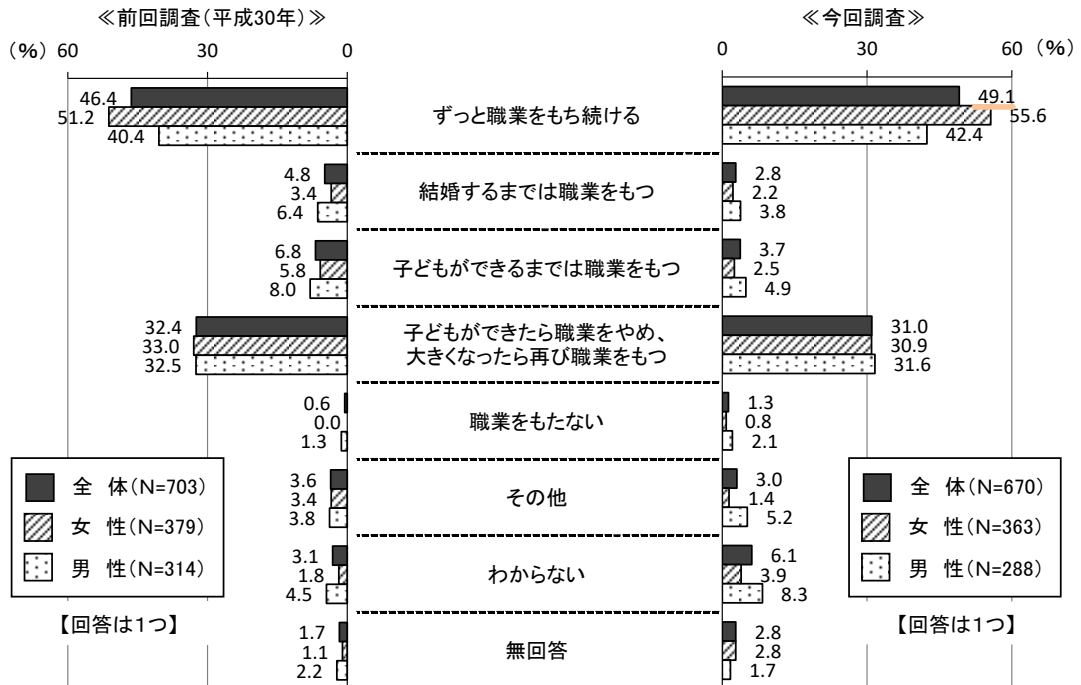 ≪前回調査(平成30年)≫
≪今回調査≫
(%) 60 30 0
0 30 60 (%)
46.4
51.2
40.4
ずっと職業をもち続ける
49.1
55.6
42.4
4.8
3.4
6.4
結婚するまでは職業をもつ
2.8
2.2
3.8
6.8
5.8
8.0
子どもができるまでは職業をもつ
3.7
2.5
4.9
32.4
33.0
32.5
子どもができたら職業をやめ、
大きくなったら再び職業をもつ
31.0
30.9
31.6
0.6
0.0
1.3
職業をもたない
1.3
0.8
2.1
3.6
3.4
3.8
その他
3.0
1.4
5.2
3.1
1.8
4.5
わからない
6.1
3.9
8.3
1.7
1.1
2.2
無回答
2.8
2.8
1.7
全 体(N=703)
女 性(N=379)
男 性(N=314)
【回答は1つ】
全 体(N=670)
女 性(N=363)
男 性(N=288)
【回答は1つ】